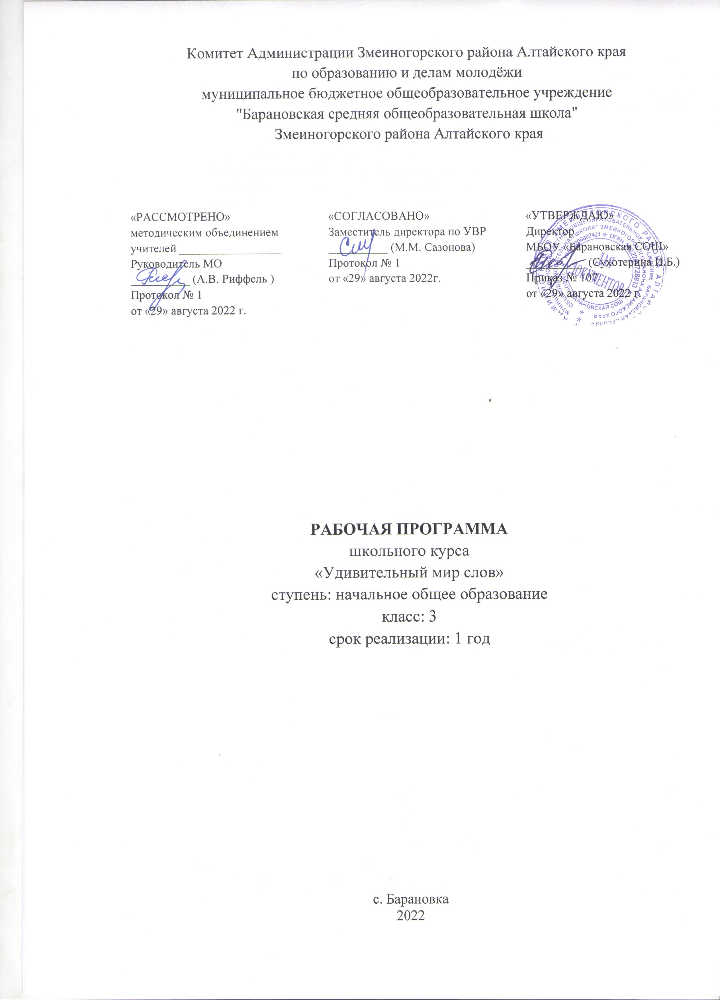 Комитет Администрации Змеиногорского района Алтайского края
по образованию и делам молодёжи
муниципальное бюджетное общеобразовательное учреждение
"Барановская средняя общеобразовательная школа"
Змеиногорского района Алтайского края
«РАССМОТРЕНО»
методическим объединением
учителей _________________
Руководитель МО
__________ (А.В. Риффель )
Протокол № 1
от «29» августа 2022 г.
«СОГЛАСОВАНО»
Заместитель директора по УВР
__________ (М.М. Сазонова)
Протокол № 1
от «29» августа 2022г.
«УТВЕРЖДАЮ»
Директор
МБОУ «Барановская СОШ»
__________ (Сухотерина И.Б.)
Приказ № 107
от «29» августа 2022 г.
ДЛЯ
ДОКУМЕНТОВ
РАБОЧАЯ ПРОГРАММА
школьного курса
«Удивительный мир слов»
ступень: начальное общее образование
класс: 3
срок реализации: 1 год
с. Барановка
2022